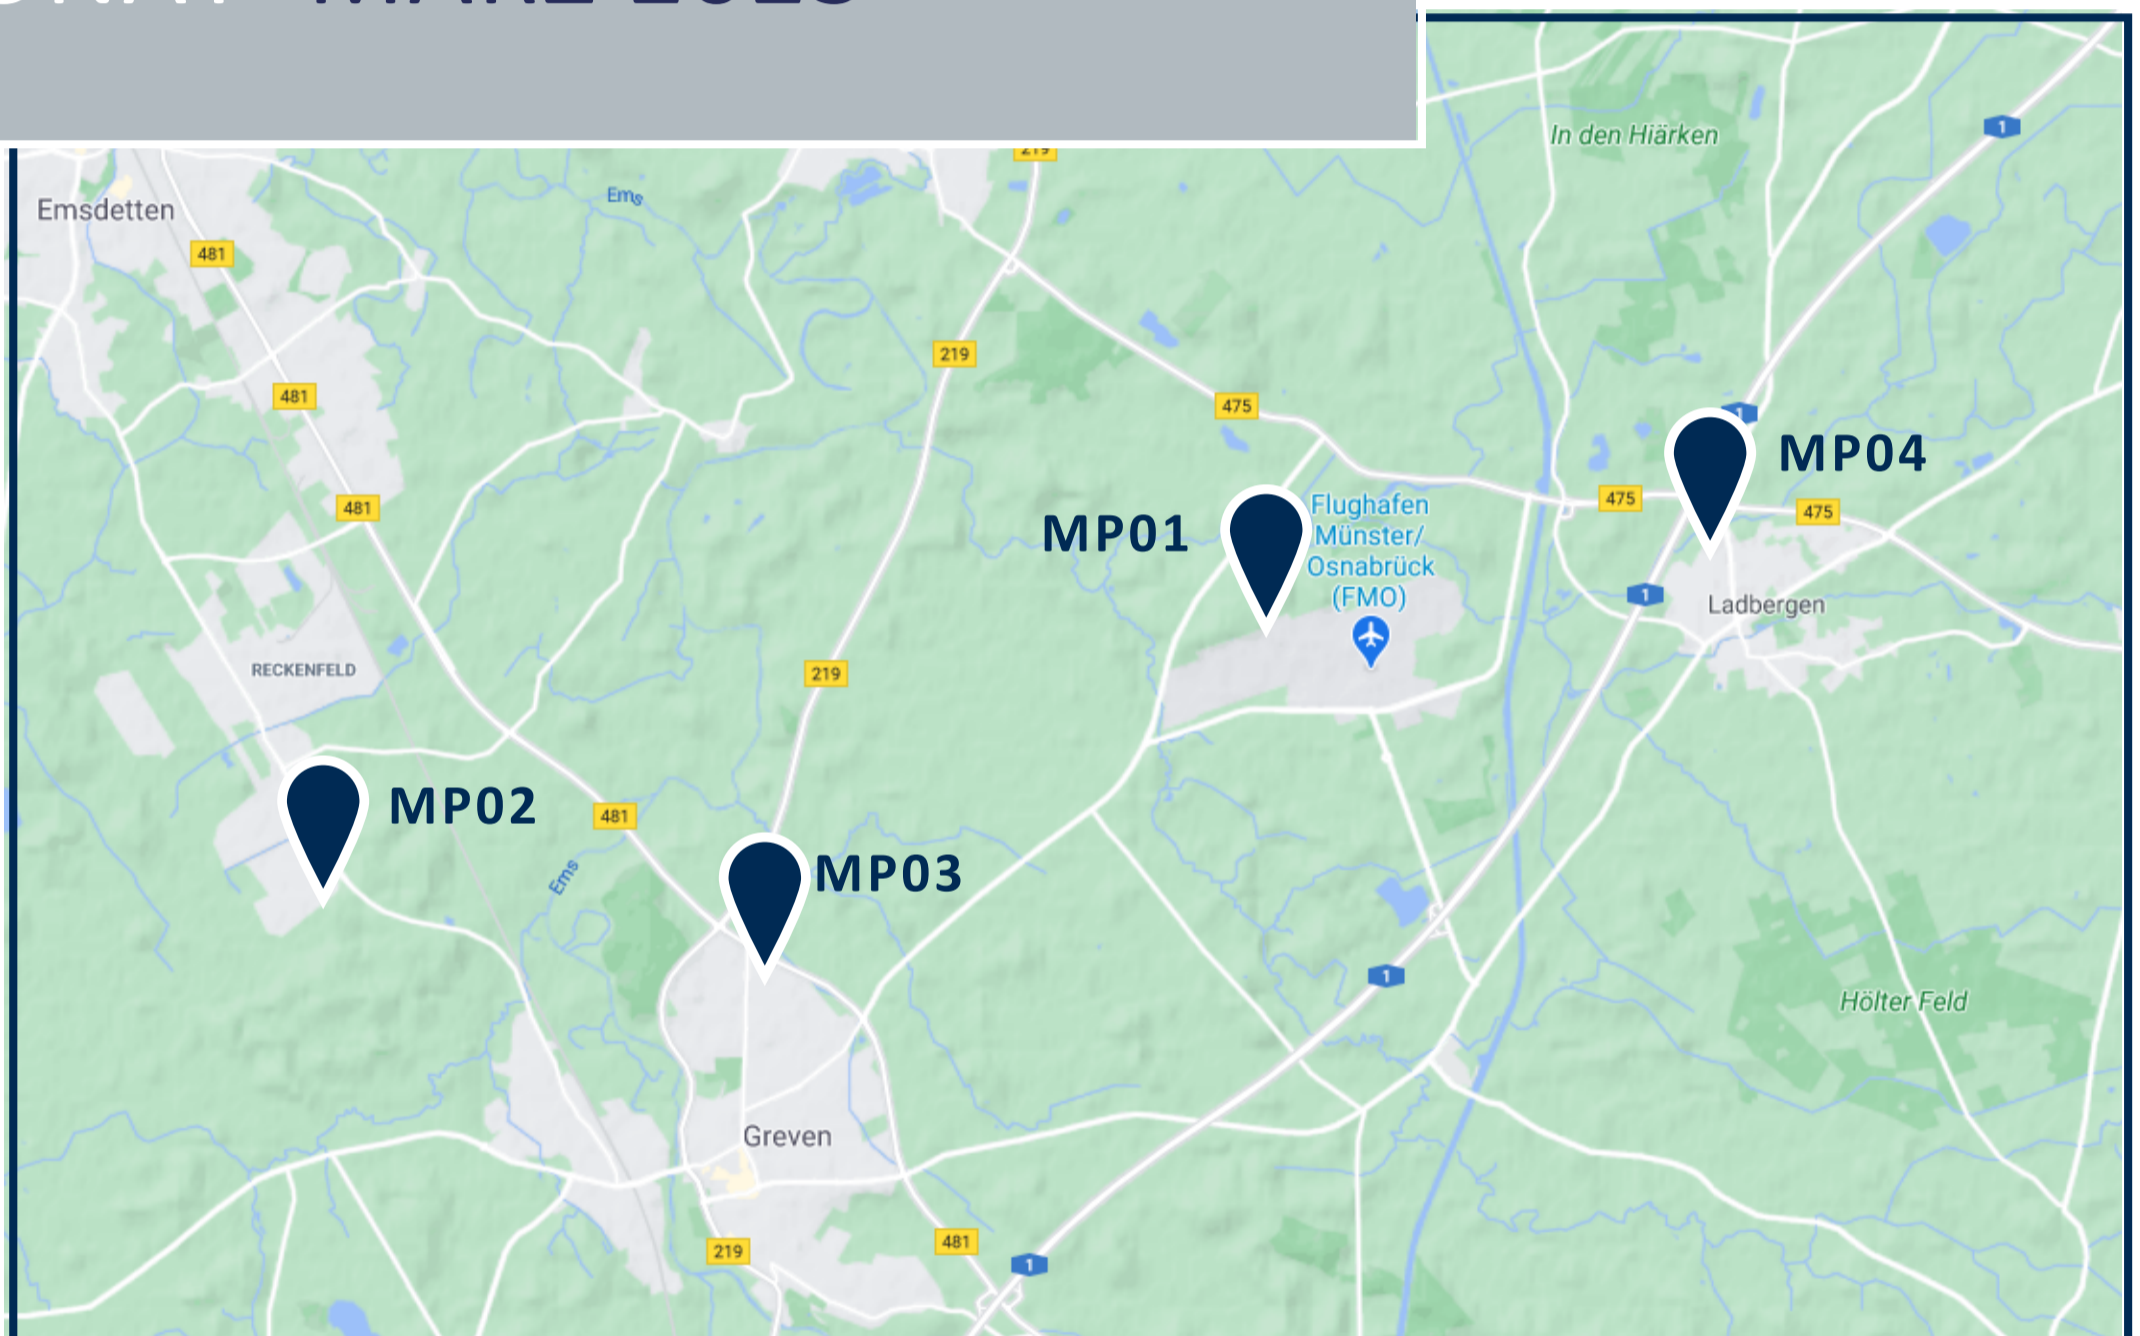 In den Hiärken
1
219
Ems
Emsdetten
481
219
481
475
1
MP04
475
475
481
MP01
Flughafen
Münster/
Osnabrück
(FMO)
1
Ladbergen
RECKENFELD
219
MP02
481
MP03
Ems
1
Hölter Feld
Greven
219
481
1